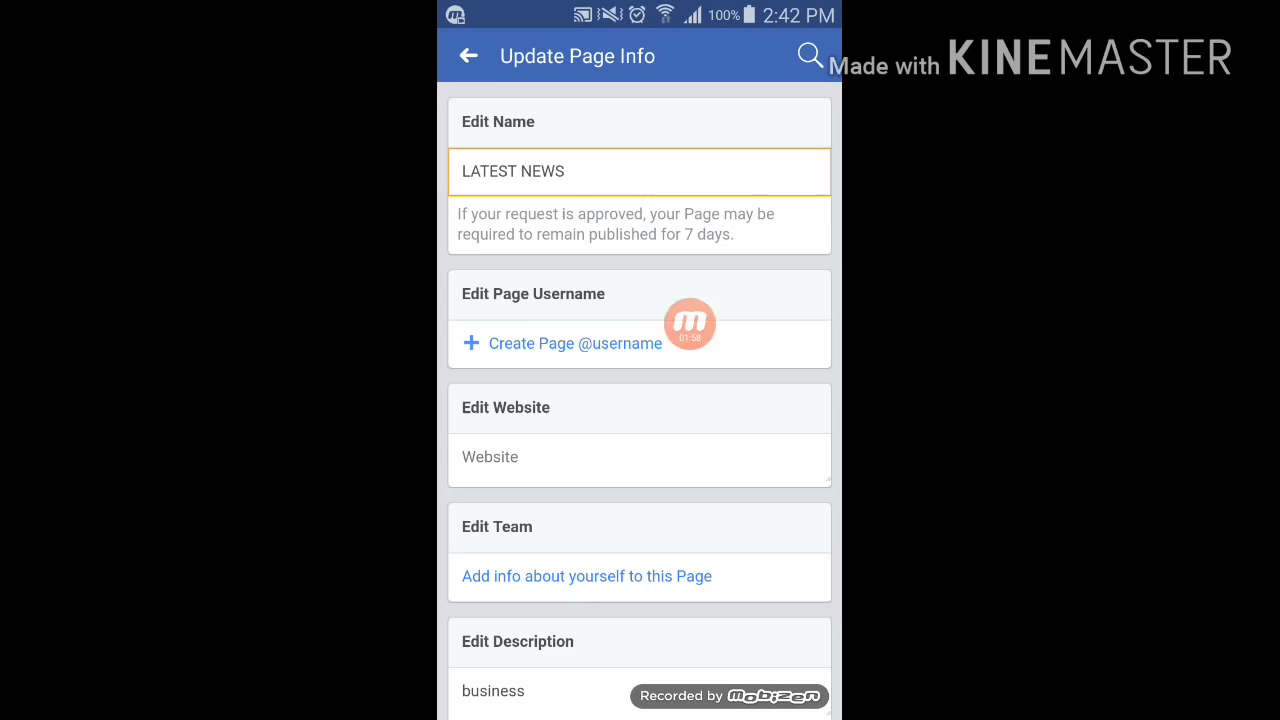 100% 2:42 PM
Update Page Info
Made with KINEMASTER
Edit Name
LATEST NEWS
If your request is approved, your Page may be
required to remain published for 7 days.
Edit Page Username
+ Create Page @username
01:58
Edit Website
Website
Edit Team
Add info about yourself to this Page
Edit Description
business
Recorded by mobizen